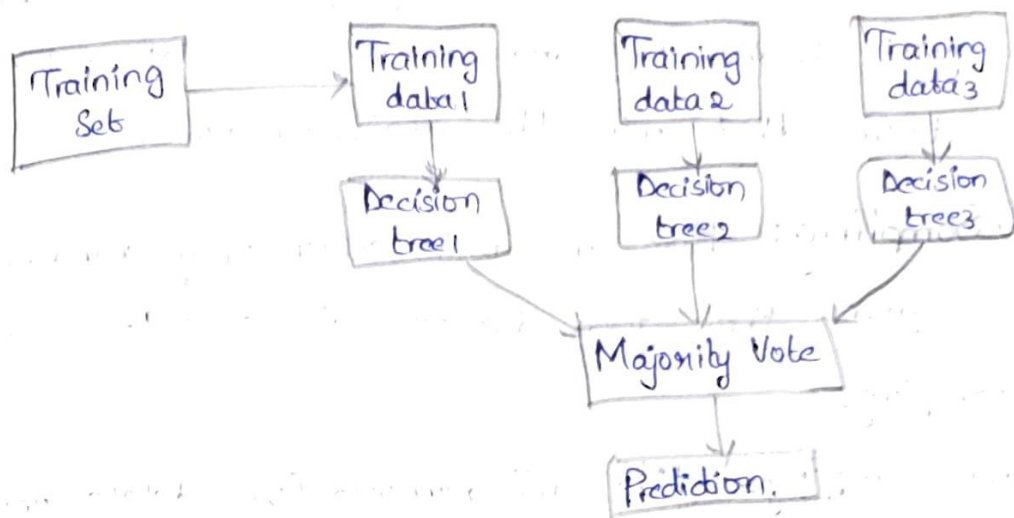 Training
Set
Training
data1
Training
data2
Training
data3
Decision
tree1
Decision
tree2
Decision
tree3
Majority Vote
Prediction.